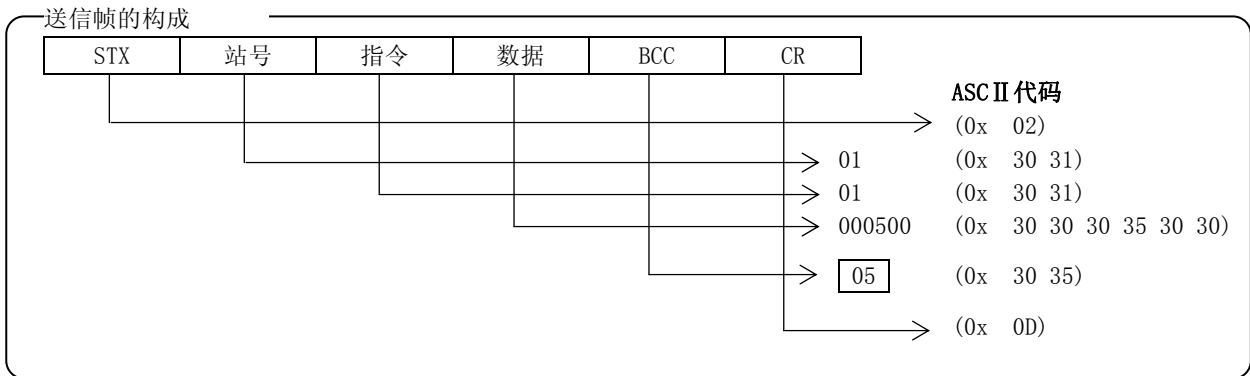 送信帧的构成
STX 站号 指令 数据 BCC CR
ASCⅡ代码
(0x 02)
01 (0x 30 31)
01 (0x 30 31)
000500 (0x 30 30 30 35 30 30)
05 (0x 30 35)
(0x 0D)